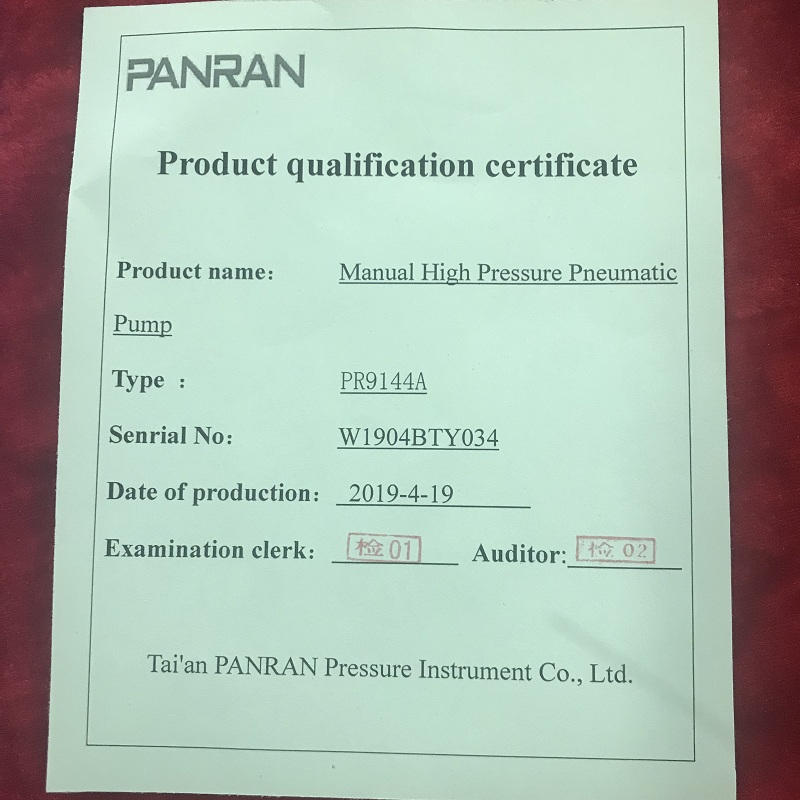 PANRAN
Product qualification certificate
Product name： Manual High Pressure Pneumatic
Pump
Type ： PR9144A
Senrial No： W1904BTY034
Date of production： 2019-4-19
Examination clerk： 检01 Auditor: 检02
Tai'an PANRAN Pressure Instrument Co., Ltd.